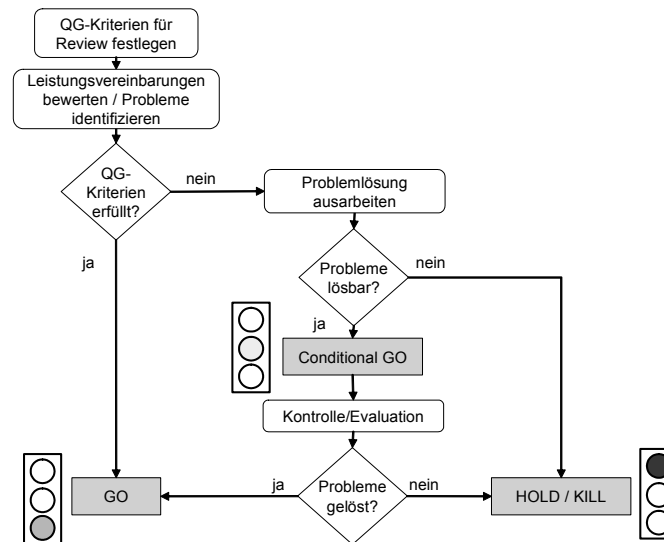 QG-Kriterien für
Review festlegen
Leistungsvereinbarungen
bewerten / Probleme
identifizieren
QG-
Kriterien
erfüllt?
nein
Problemlösung
ausarbeiten
ja
Probleme
lösbar?
nein
ja
Conditional GO
Kontrolle/Evaluation
GO
ja
Probleme
gelöst?
nein
HOLD / KILL